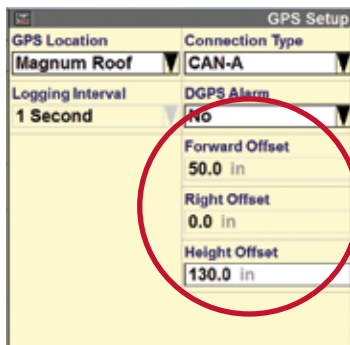 GPS Setup
GPS Location
Magnum Roof
Logging Interval
1 Second
Connection Type
CAN-A
DGPS Alarm
No
Forward Offset
50.0 in
Right Offset
0.0 in
Height Offset
130.0 in